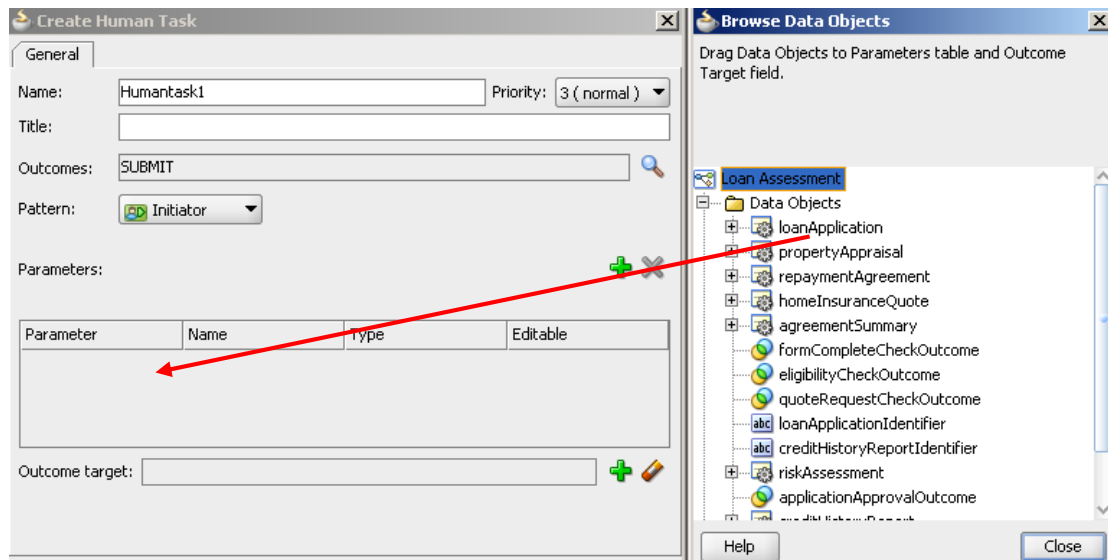 Create Human Task
General
Name: Humantask1 Priority: 3 ( normal )
Title:
Outcomes: SUBMIT
Pattern: Initiator
Parameters:
Parameter Name Type Editable
Outcome target:
Browse Data Objects
Drag Data Objects to Parameters table and Outcome
Target field.
Loan Assessment
Data Objects
loanApplication
propertyAppraisal
repaymentAgreement
homeInsuranceQuote
agreementSummary
formCompleteCheckOutcome
eligibilityCheckOutcome
quoteRequestCheckOutcome
abc loanApplicationIdentifier
abc creditHistoryReportIdentifier
riskAssessment
applicationApprovalOutcome
Help Close